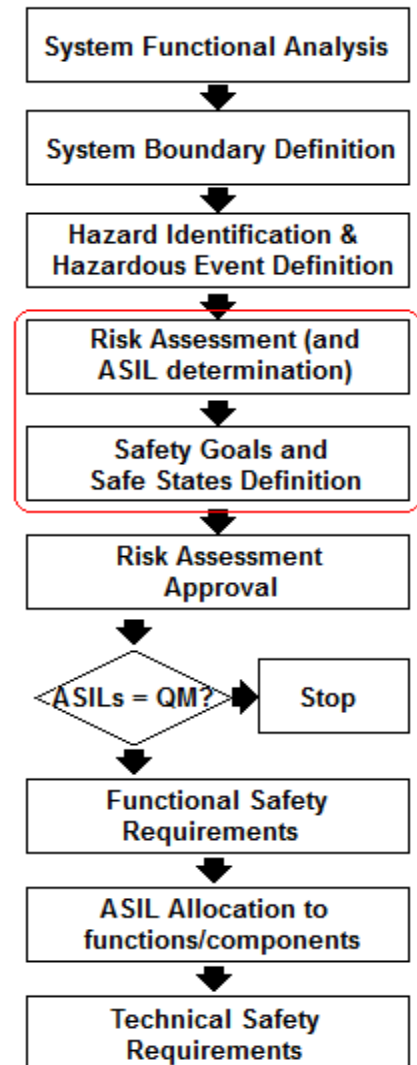 System Functional Analysis
System Boundary Definition
Hazard Identification &
Hazardous Event Definition
Risk Assessment (and
ASIL determination)
Safety Goals and
Safe States Definition
Risk Assessment
Approval
ASILs = QM?
Stop
Functional Safety
Requirements
ASIL Allocation to
functions/components
Technical Safety
Requirements